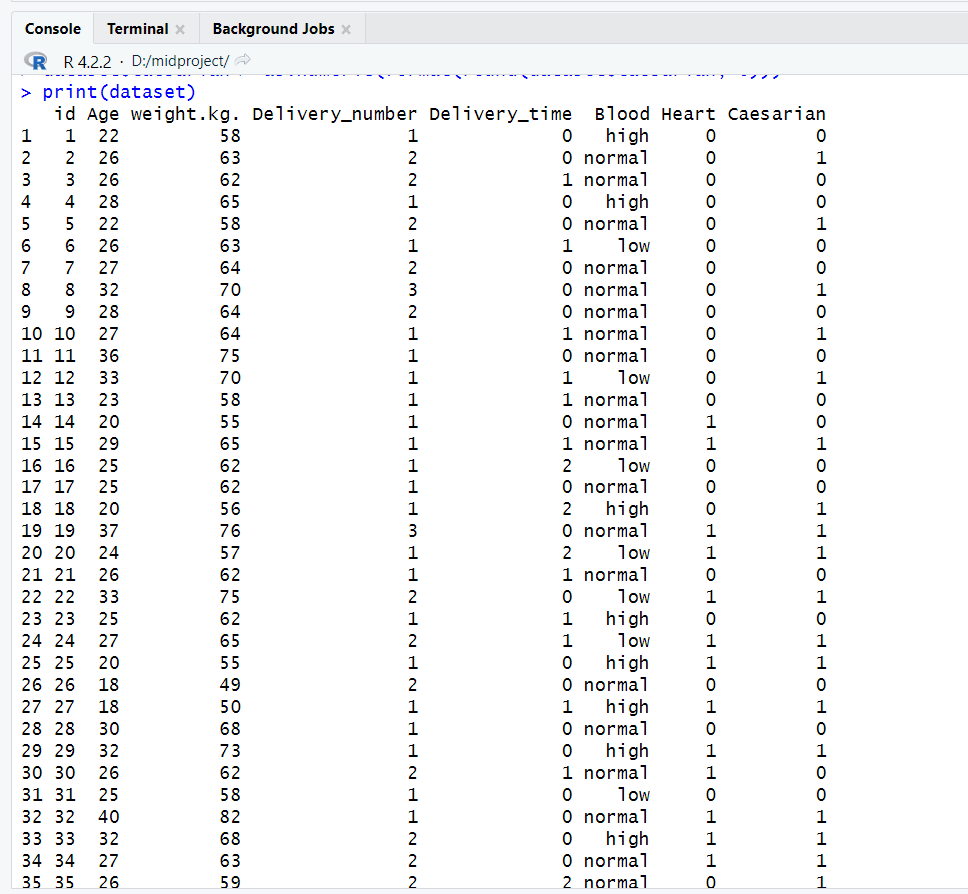 Console Terminal Background Jobs
R 4.2.2 · D:/midproject/
> print(dataset)
id Age weight.kg. Delivery_number Delivery_time Blood Heart Caesarian
1 1 22 58 1 0 high 0 0
2 2 26 63 2 0 normal 0 1
3 3 26 62 2 1 normal 0 0
4 4 28 65 1 0 high 0 0
5 5 22 58 2 0 normal 0 1
6 6 26 63 1 1 low 0 0
7 7 27 64 2 0 normal 0 0
8 8 32 70 3 0 normal 0 1
9 9 28 64 2 0 normal 0 0
10 10 27 64 1 1 normal 0 1
11 11 36 75 1 0 normal 0 0
12 12 33 70 1 1 low 0 1
13 13 23 58 1 1 normal 0 0
14 14 20 55 1 0 normal 1 0
15 15 29 65 1 1 normal 1 1
16 16 25 62 1 2 low 0 0
17 17 25 62 1 0 normal 0 0
18 18 20 56 1 2 high 0 1
19 19 37 76 3 0 normal 1 1
20 20 24 57 1 2 low 1 1
21 21 26 62 1 1 normal 0 0
22 22 33 75 2 0 low 1 1
23 23 25 62 1 1 high 0 0
24 24 27 65 2 1 low 1 1
25 25 20 55 1 0 high 1 1
26 26 18 49 2 0 normal 0 0
27 27 18 50 1 1 high 1 1
28 28 30 68 1 0 normal 0 0
29 29 32 73 1 0 high 1 1
30 30 26 62 2 1 normal 1 0
31 31 25 58 1 0 low 0 0
32 32 40 82 1 0 normal 1 1
33 33 32 68 2 0 high 1 1
34 34 27 63 2 0 normal 1 1
35 35 26 59 2 2 normal 0 1